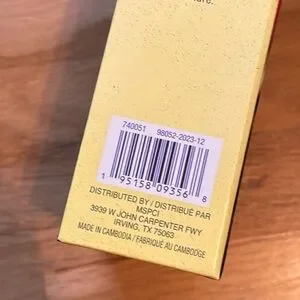 740051 98052-2023-12
1 95158 09356 8
DISTRIBUTED BY / DISTRIBUÉ PAR
MSPCI
3939 W JOHN CARPENTER FWY
IRVING, TX 75063
MADE IN CAMBODIA / FABRIQUÉ AU CAMBODGE